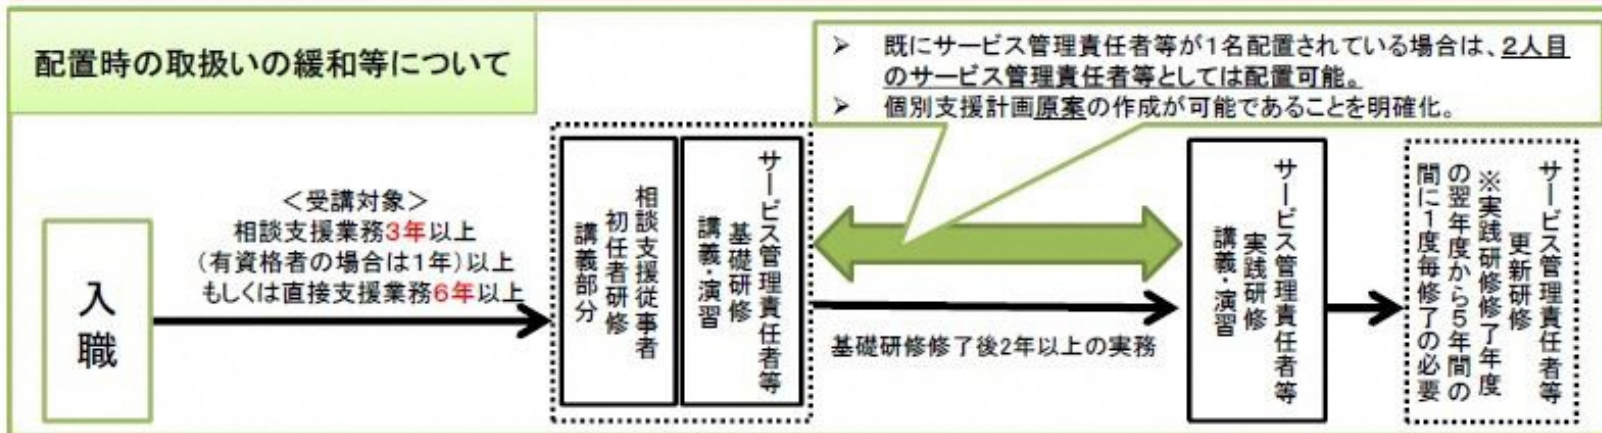 配置時の取扱いの緩和等について
➢ 既にサービス管理責任者等が1名配置されている場合は、2人目
のサービス管理責任者等としては配置可能。
➢ 個別支援計画原案の作成が可能であることを明確化。
入職
＜受講対象＞
相談支援業務3年以上
(有資格者の場合は1年)以上
もしくは直接支援業務6年以上
相談支援従事者
初任者研修
講義部分
サービス管理責任者等
基礎研修
講義・演習
基礎研修修了後2年以上の実務
サービス管理責任者等
実践研修
講義・演習
サービス管理責任者等
更新研修
※実践研修修了年度
の翌年度から5年間の
間に1度毎修了の必要